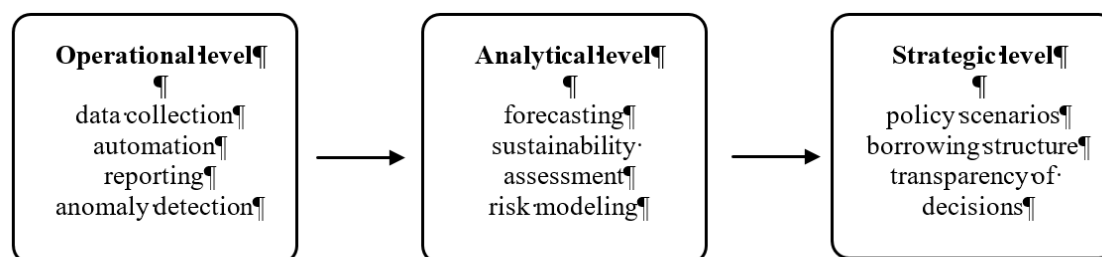 Operational·level¶
¶
data·collection¶
automation¶
reporting¶
anomaly·detection¶
Analytical·level¶
¶
forecasting¶
sustainability·
assessment¶
risk·modeling¶
Strategic·level¶
¶
policy·scenarios¶
borrowing·structure¶
transparency·of·
decisions¶